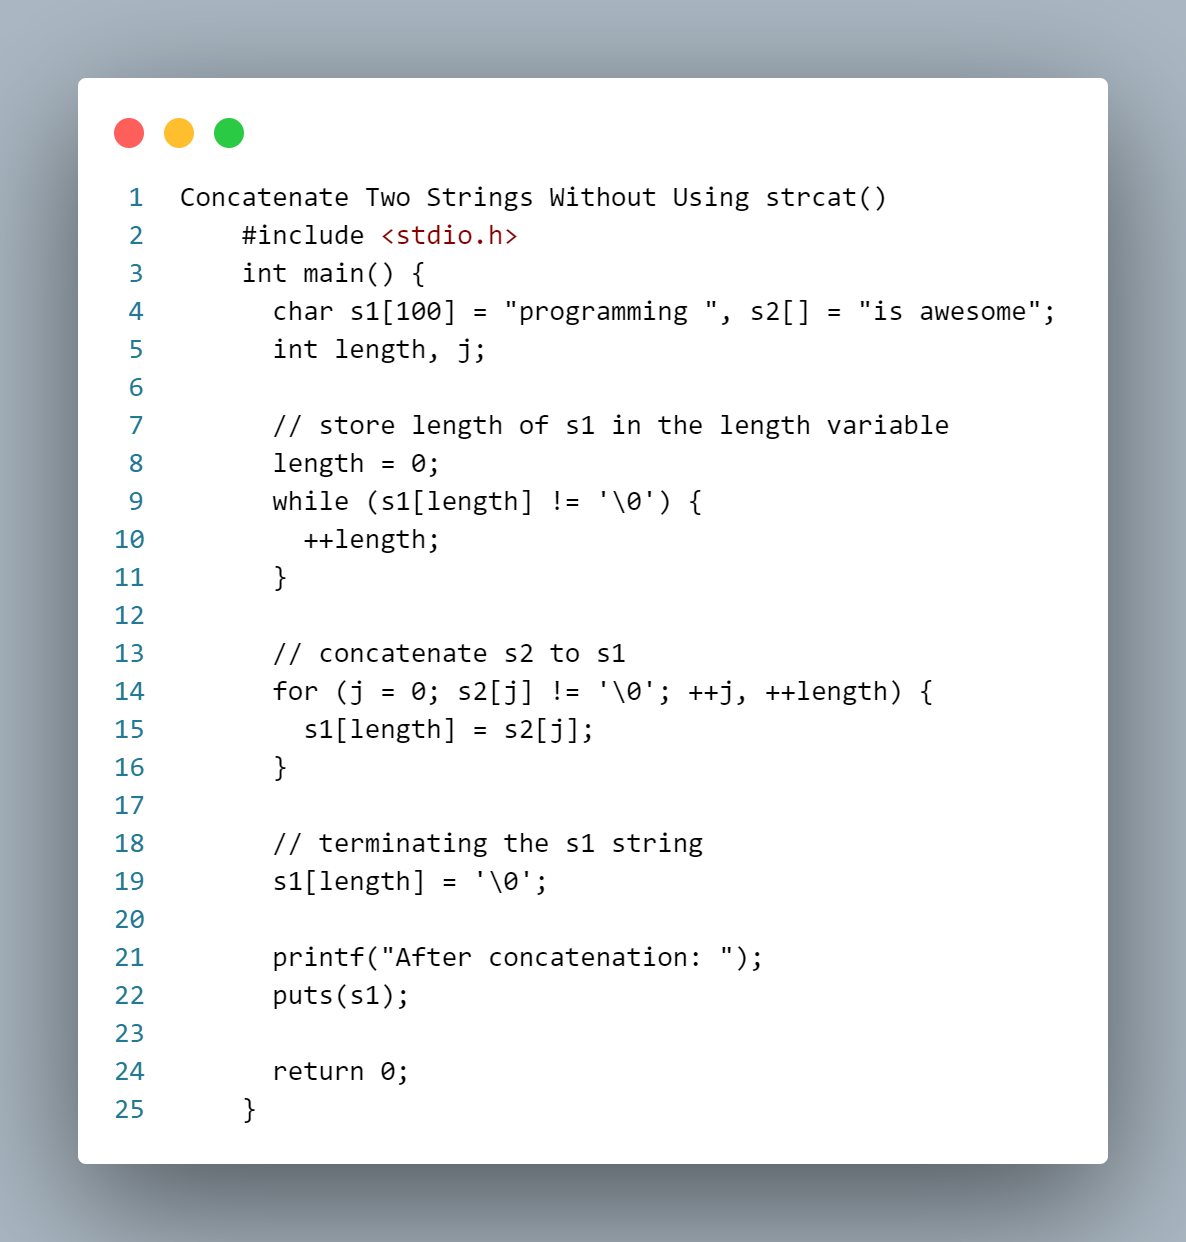 1 Concatenate Two Strings Without Using strcat()
2     #include <stdio.h>
3     int main() {
4       char s1[100] = "programming ", s2[] = "is awesome";
5       int length, j;
6
7       // store length of s1 in the length variable
8       length = 0;
9       while (s1[length] != '\0') {
10         ++length;
11       }
12
13       // concatenate s2 to s1
14       for (j = 0; s2[j] != '\0'; ++j, ++length) {
15         s1[length] = s2[j];
16       }
17
18       // terminating the s1 string
19       s1[length] = '\0';
20
21       printf("After concatenation: ");
22       puts(s1);
23
24       return 0;
25     }